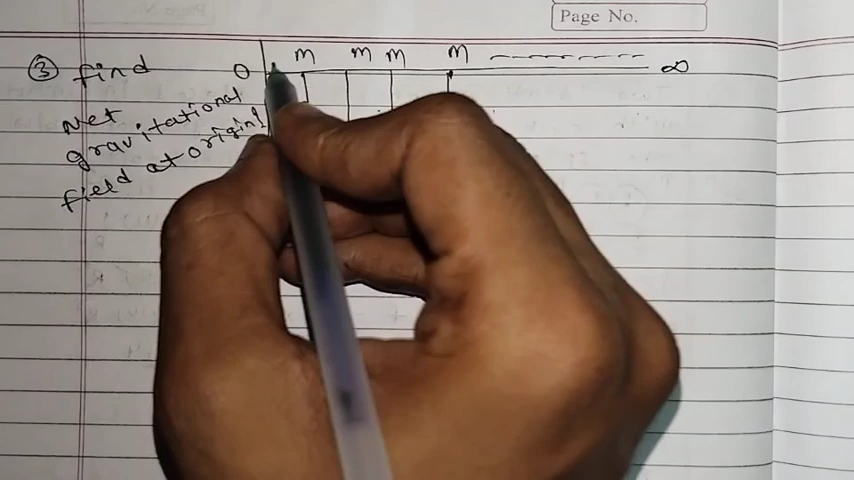 Page No.
m m m m ∞
③ find O
net
gravitational
field at origin!